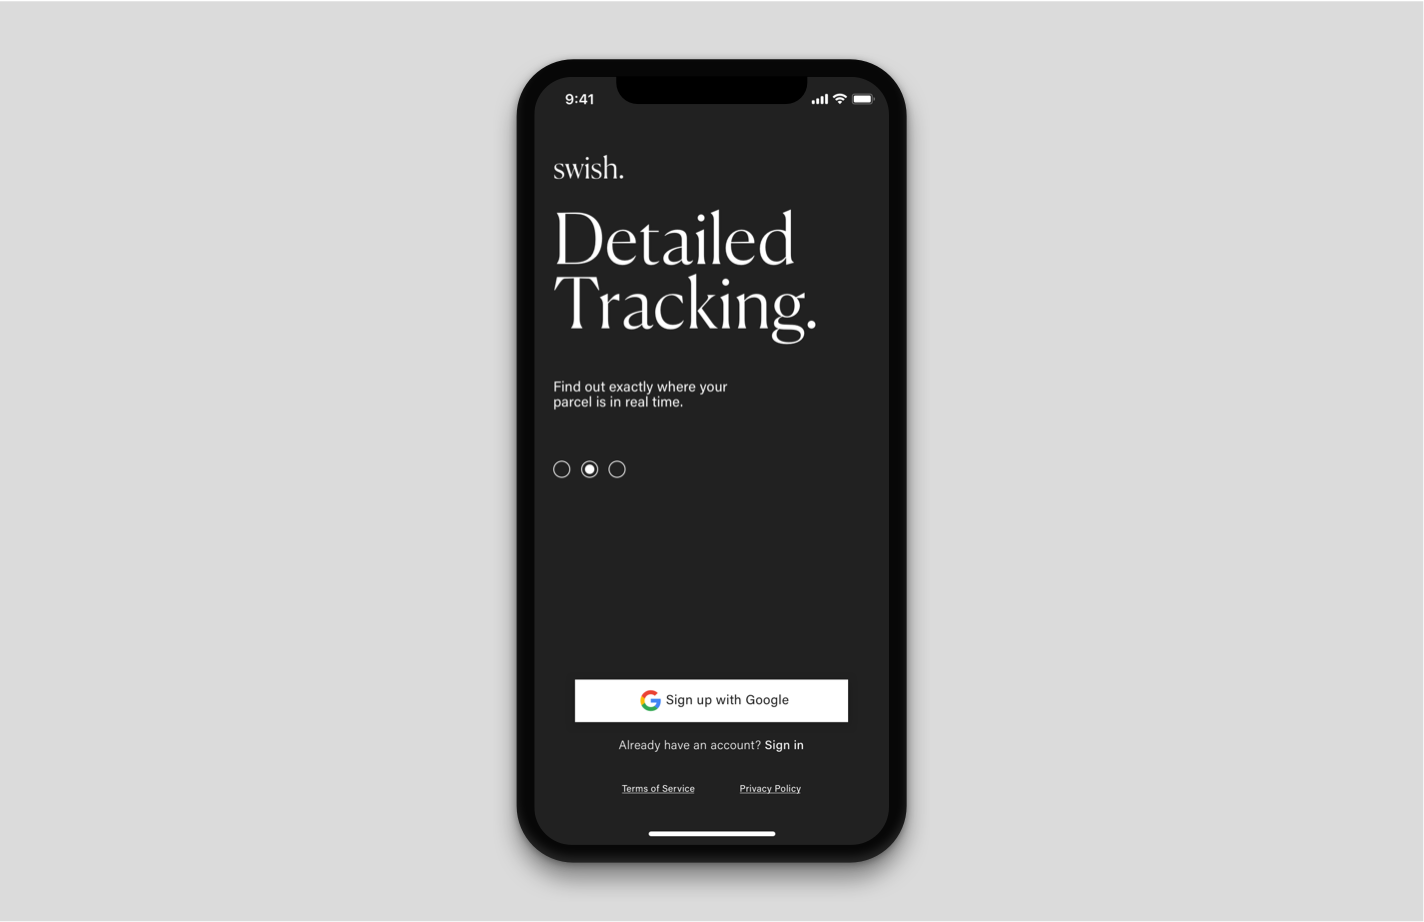 9:41
swish.
Detailed
Tracking.
Find out exactly where your
parcel is in real time.
Sign up with Google
Already have an account? Sign in
Terms of Service
Privacy Policy